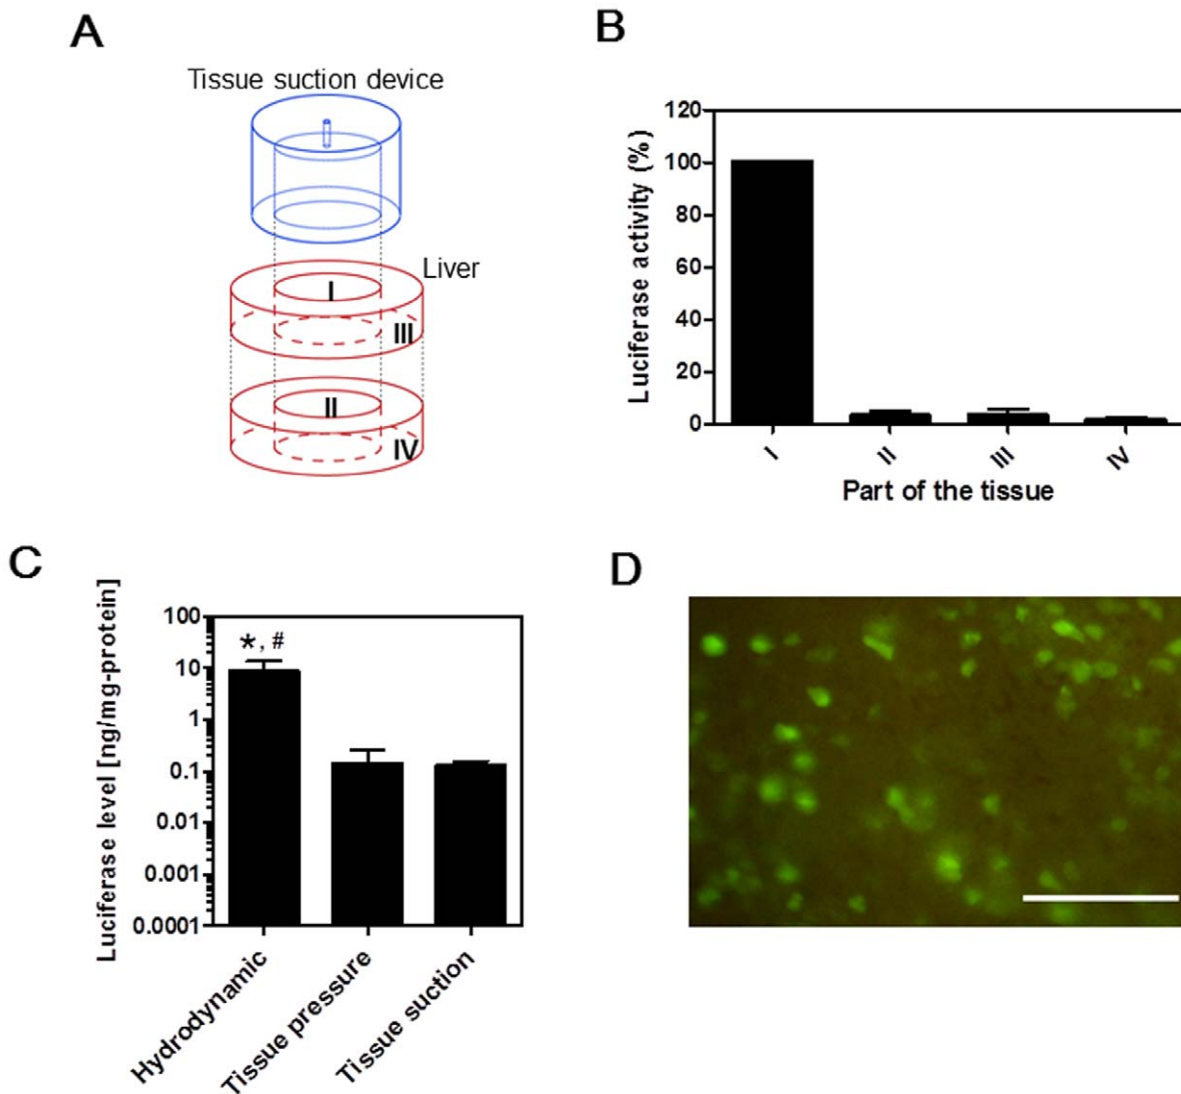 A
Tissue suction device
Liver
I
III
II
IV
B
Luciferase activity (%)
120
100
80
60
40
20
0
I
II
III
IV
Part of the tissue
C
Luciferase level [ng/mg-protein]
100
10
1
0.1
0.01
0.001
0.0001
*, #
Hydrodynamic
Tissue pressure
Tissue suction
D